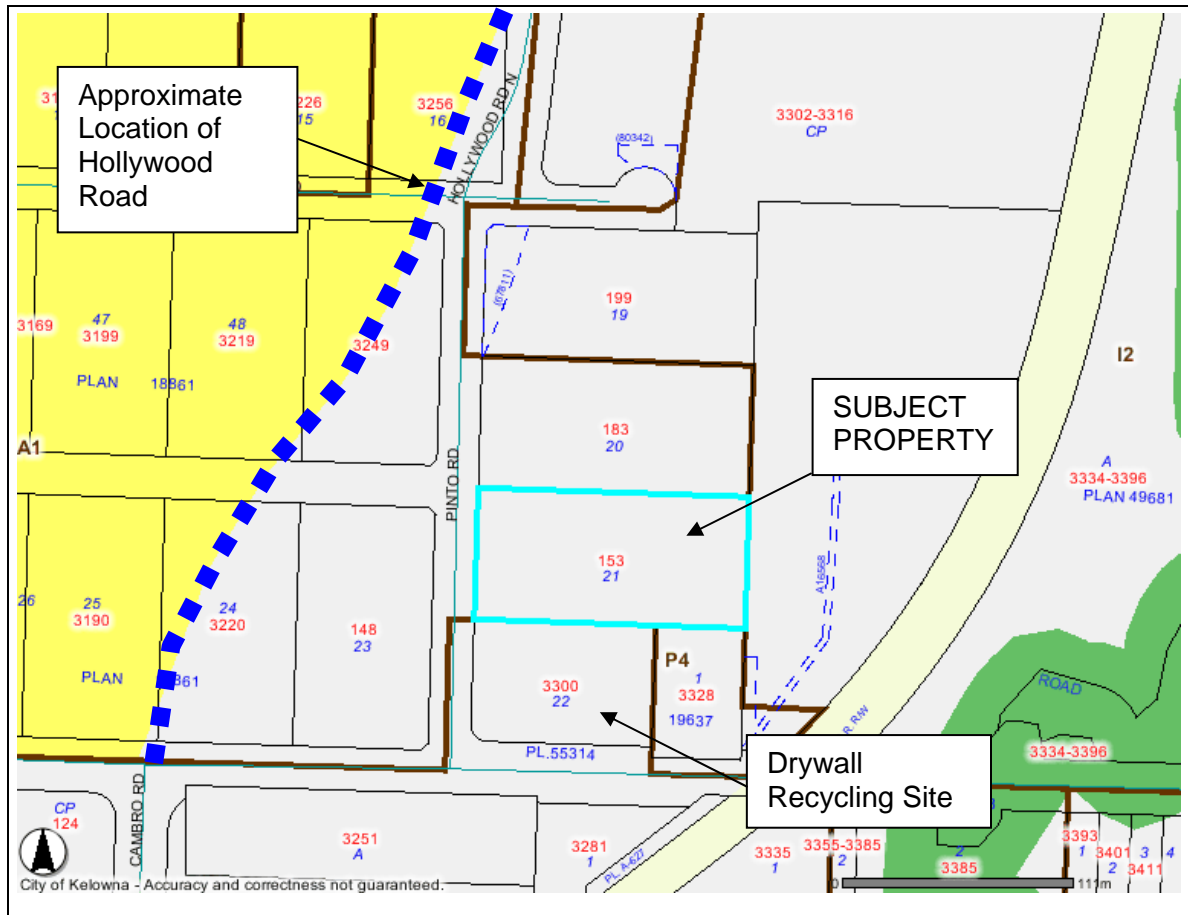 Approximate
Location of
Hollywood
Road
226
15
3256
16
HOLLYWOOD RD N
(80342)
3302-3316
CP
(67811)
199
19
3169
47
3199
48
3219
3249
PLAN 18861
I2
A1
183
20
SUBJECT
PROPERTY
A
3334-3396
PLAN 49681
PINTO RD
153
21
A16568
26
25
3190
24
3220
148
23
P4
1
3328
19637
3300
22
PLAN 861
PL.55314
R. R/W
ROAD
3334-3396
Drywall
Recycling Site
CP
124
CAMBRO RD
3251
A
3281
1
PL. A-627
3335
1
3355-3385
2
2
3385
3393
1
3401
2
3
3411
4
City of Kelowna - Accuracy and correctness not guaranteed.
0
111m